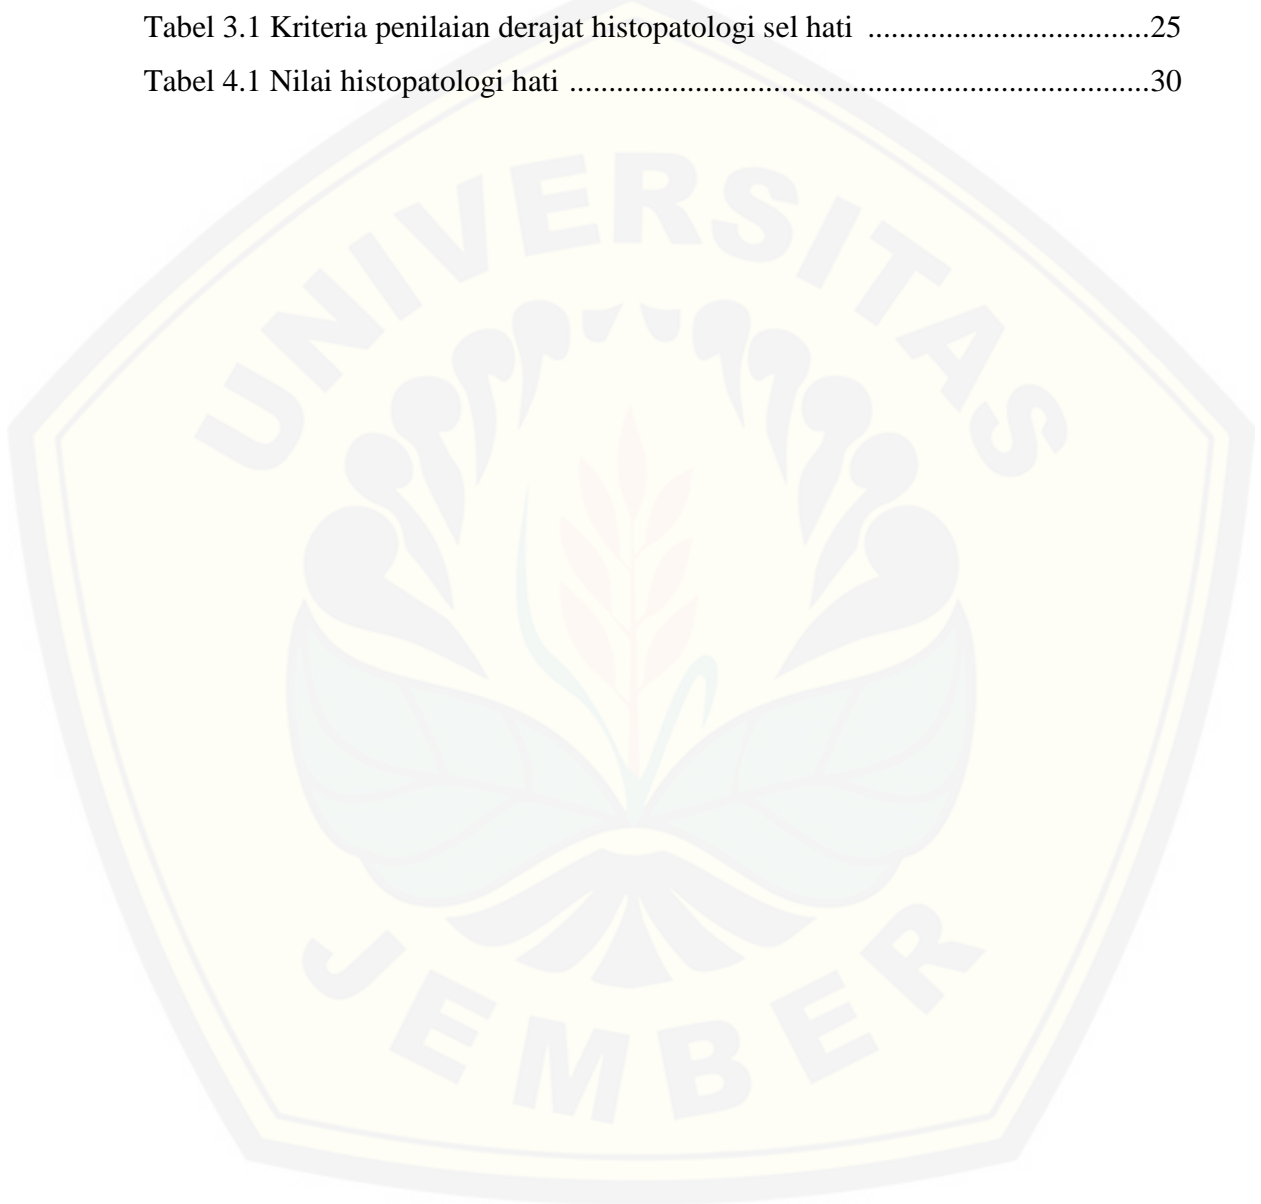 Tabel 3.1 Kriteria penilaian derajat histopatologi sel hati ....................................25
Tabel 4.1 Nilai histopatologi hati ..........................................................................30
UNIVERSITAS
JEMBER